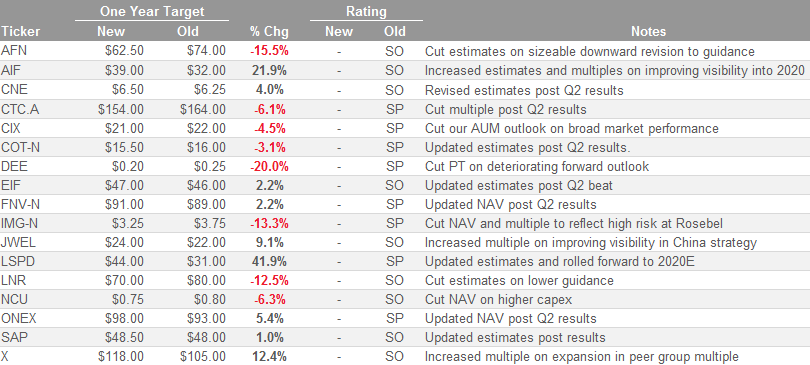 One Year Target Rating
Ticker New Old % Chg New Old Notes
AFN $62.50 $74.00 -15.5% - SO Cut estimates on sizeable downward revision to guidance
AIF $39.00 $32.00 21.9% - SO Increased estimates and multiples on improving visibility into 2020
CNE $6.50 $6.25 4.0% - SO Revised estimates post Q2 results
CTC.A $154.00 $164.00 -6.1% - SP Cut multiple post Q2 results
CIX $21.00 $22.00 -4.5% - SP Cut our AUM outlook on broad market performance
COT-N $15.50 $16.00 -3.1% - SP Updated estimates post Q2 results.
DEE $0.20 $0.25 -20.0% - SP Cut PT on deteriorating forward outlook
EIF $47.00 $46.00 2.2% - SO Updated estimates post Q2 beat
FNV-N $91.00 $89.00 2.2% - SP Updated NAV post Q2 results
IMG-N $3.25 $3.75 -13.3% - SP Cut NAV and multiple to reflect high risk at Rosebel
JWEL $24.00 $22.00 9.1% - SO Increased multiple on improving visibility in China strategy
LSPD $44.00 $31.00 41.9% - SP Updated estimates and rolled forward to 2020E
LNR $70.00 $80.00 -12.5% - SO Cut estimates on lower guidance
NCU $0.75 $0.80 -6.3% - SO Cut NAV on higher capex
ONEX $98.00 $93.00 5.4% - SP Updated NAV post Q2 results
SAP $48.50 $48.00 1.0% - SO Updated estimates post results
X $118.00 $105.00 12.4% - SO Increased multiple on expansion in peer group multiple